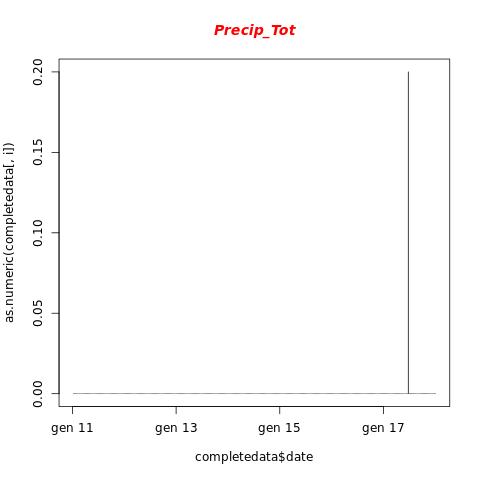 Precip_Tot
as.numeric(completedata[, i])
0.20
0.15
0.10
0.05
0.00
gen 11 gen 13 gen 15 gen 17
completedata$date